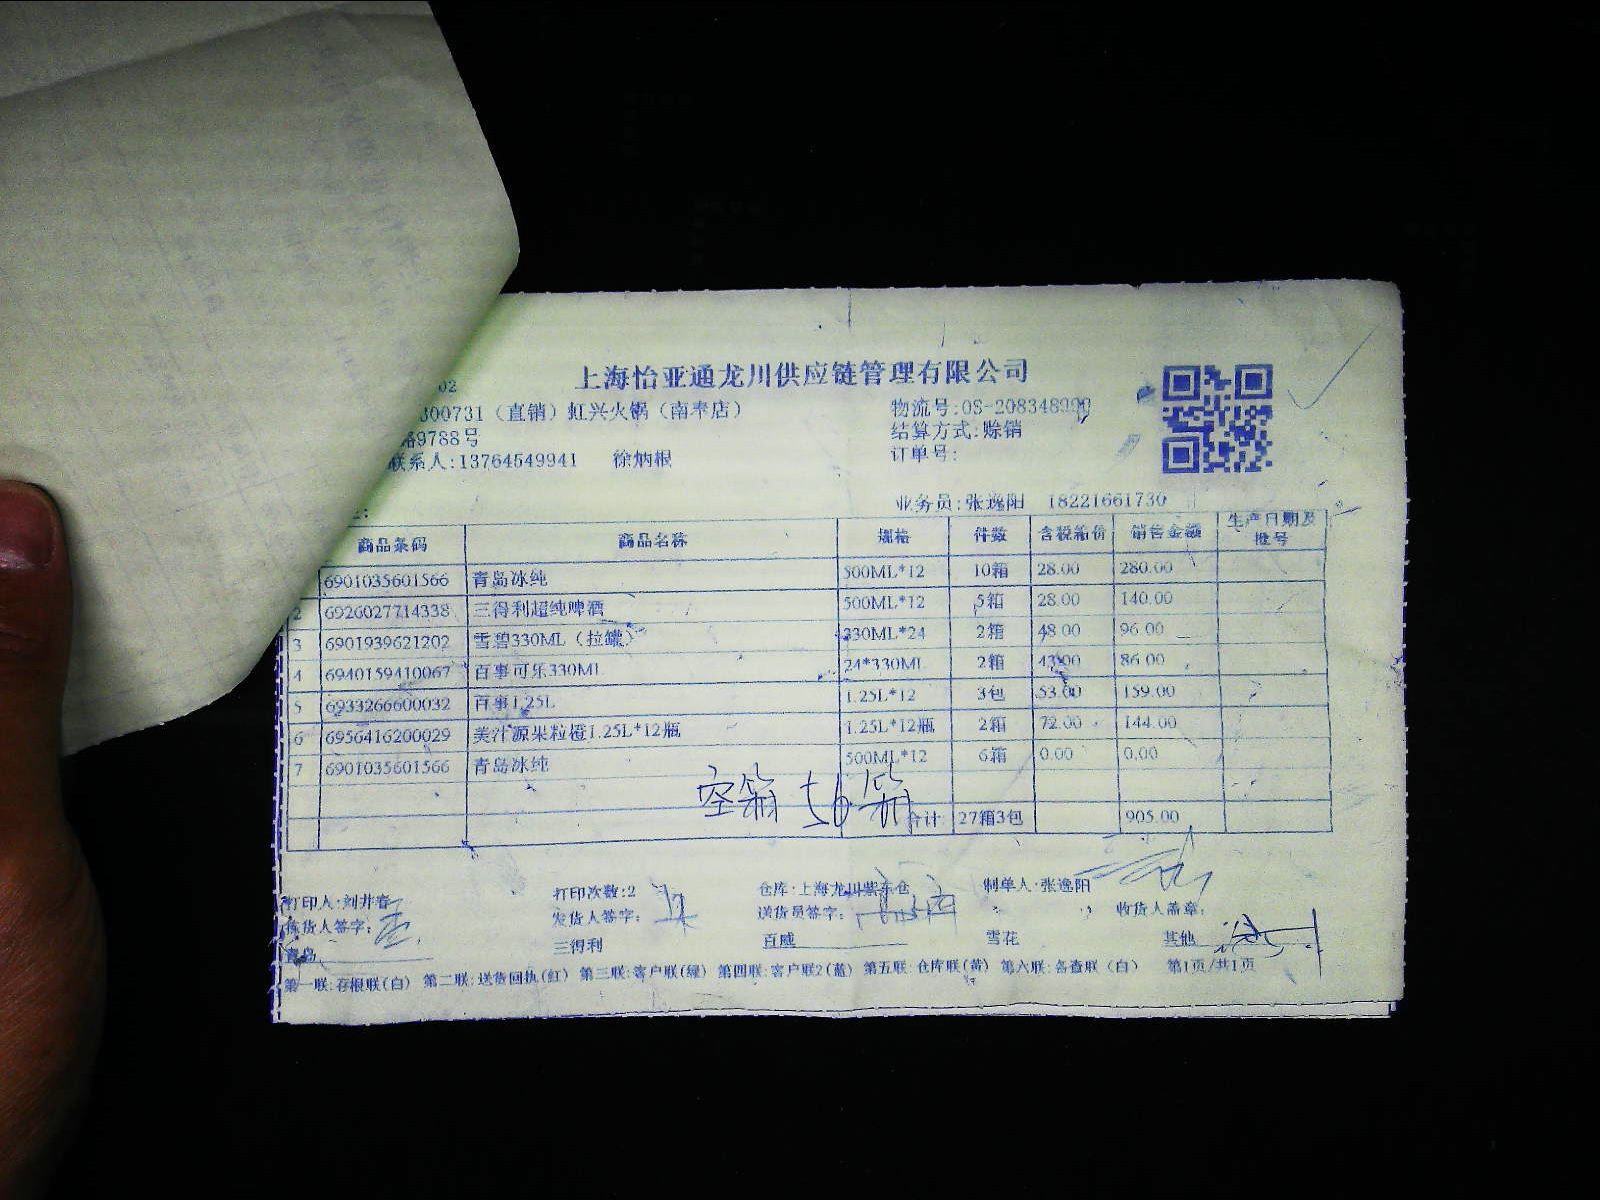 上海怡亚通龙川供应链管理有限公司
02
300731（直销）虹兴火锅（南奉店）
物流号:OS-208348
路9788号
结算方式:赊销
联系人:13764549941 徐炳根
订单号:
业务员:张逸阳 18221661730
商品条码 商品名称 规格 件数 含税箱价 销售金额 生产日期及批号
6901035601566 青岛冰纯 500ML*12 10箱 28.00 280.00
2 6926027714338 三得利超纯啤酒 500ML*12 5箱 28.00 140.00
3 6901939621202 雪碧330ML（拉罐） 330ML*24 2箱 48.00 96.00
4 6940159410067 百事可乐330ML 24*330ML 2箱 43.00 86.00
5 6933266600032 百事1.25L 1.25L*12 3包 53.00 159.00
6 6956416200029 美汁源果粒橙1.25L*12瓶 1.25L*12瓶 2箱 72.00 144.00
7 6901035601566 青岛冰纯 500ML*12 6箱 0.00 0.00
空箱 56箱
合计 27箱3包 905.00
打印人:刘井春 打印次数:2 仓库:上海龙川紫东仓 制单人:张逸阳
拣货人签字: 发货人签字: 送货员签字: 收货人盖章:
青岛 三得利 百威 雪花 其他
第一联:存根联(白) 第二联:送货回执(红) 第三联:客户联(绿) 第四联:客户联2(蓝) 第五联:仓库联(黄) 第六联:备查联（白） 第1页/共1页